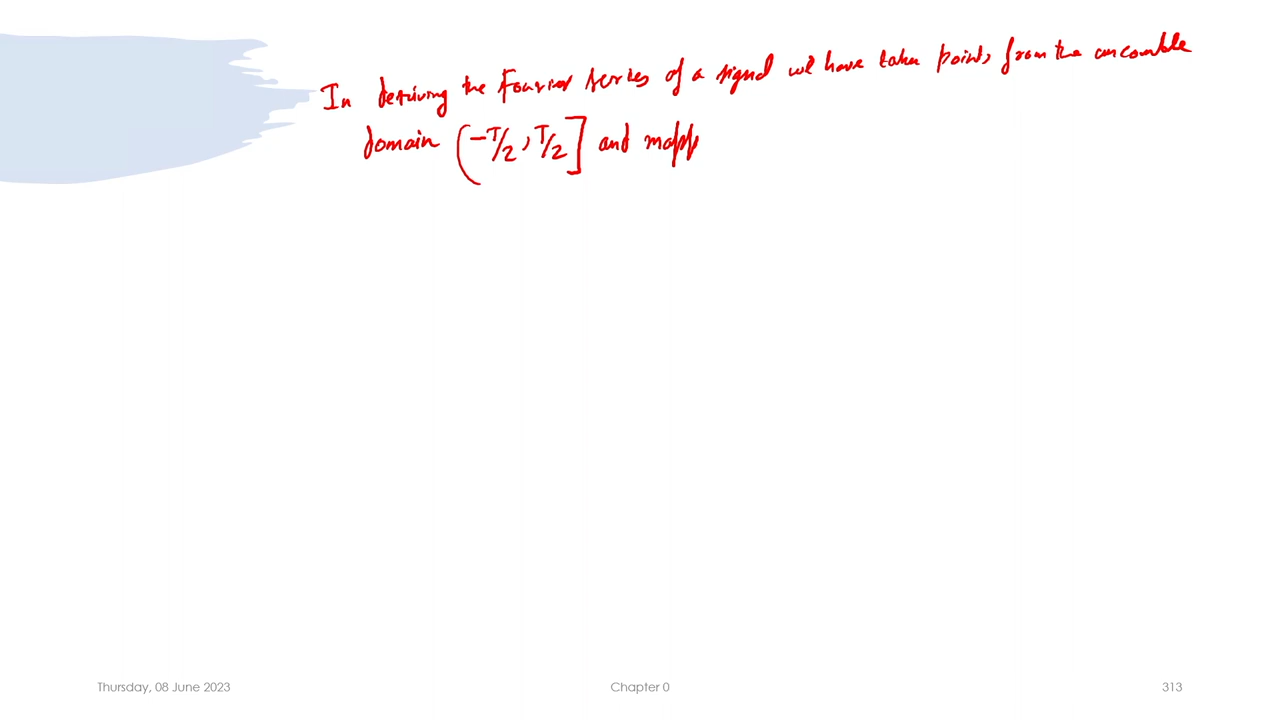 In deriving the Fourier series of a signal we have taken points from the uncountable
domain (-T/2, T/2] and mapp
Thursday, 08 June 2023
Chapter 0
313